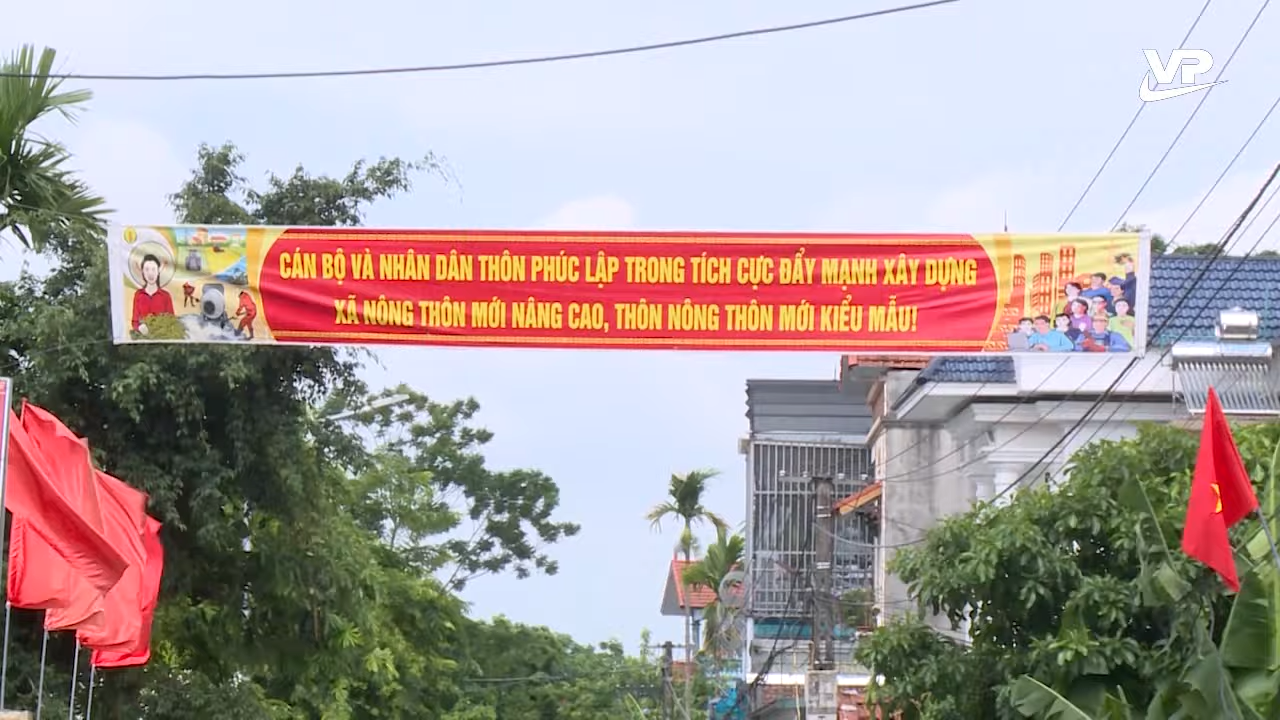 VP
CÁN BỘ VÀ NHÂN DÂN THÔN PHÚC LẬP TRONG TÍCH CỰC ĐẨY MẠNH XÂY DỰNG
XÃ NÔNG THÔN MỚI NÂNG CAO, THÔN NÔNG THÔN MỚI KIỂU MẪU!